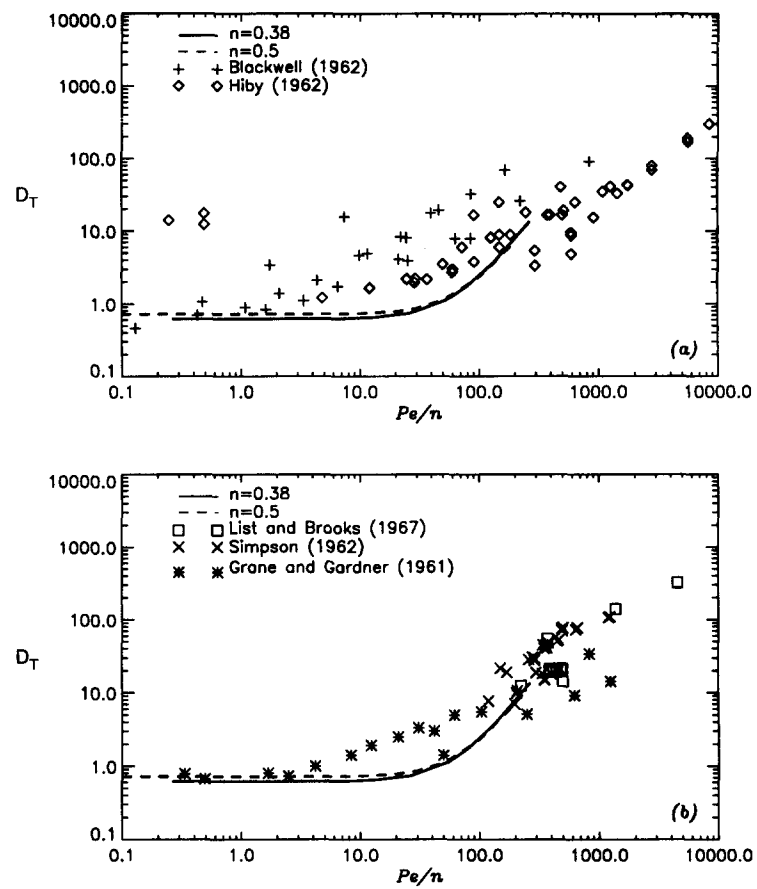 10000.0
n=0.38
n=0.5
Blackwell (1962)
Hiby (1962)
1000.0
100.0
D_T
10.0
1.0
0.1
(a)
0.1 1.0 10.0 100.0 1000.0 10000.0
Pe/n
10000.0
n=0.38
n=0.5
List and Brooks (1967)
Simpson (1962)
Grane and Gardner (1961)
1000.0
100.0
D_T
10.0
1.0
0.1
(b)
0.1 1.0 10.0 100.0 1000.0 10000.0
Pe/n